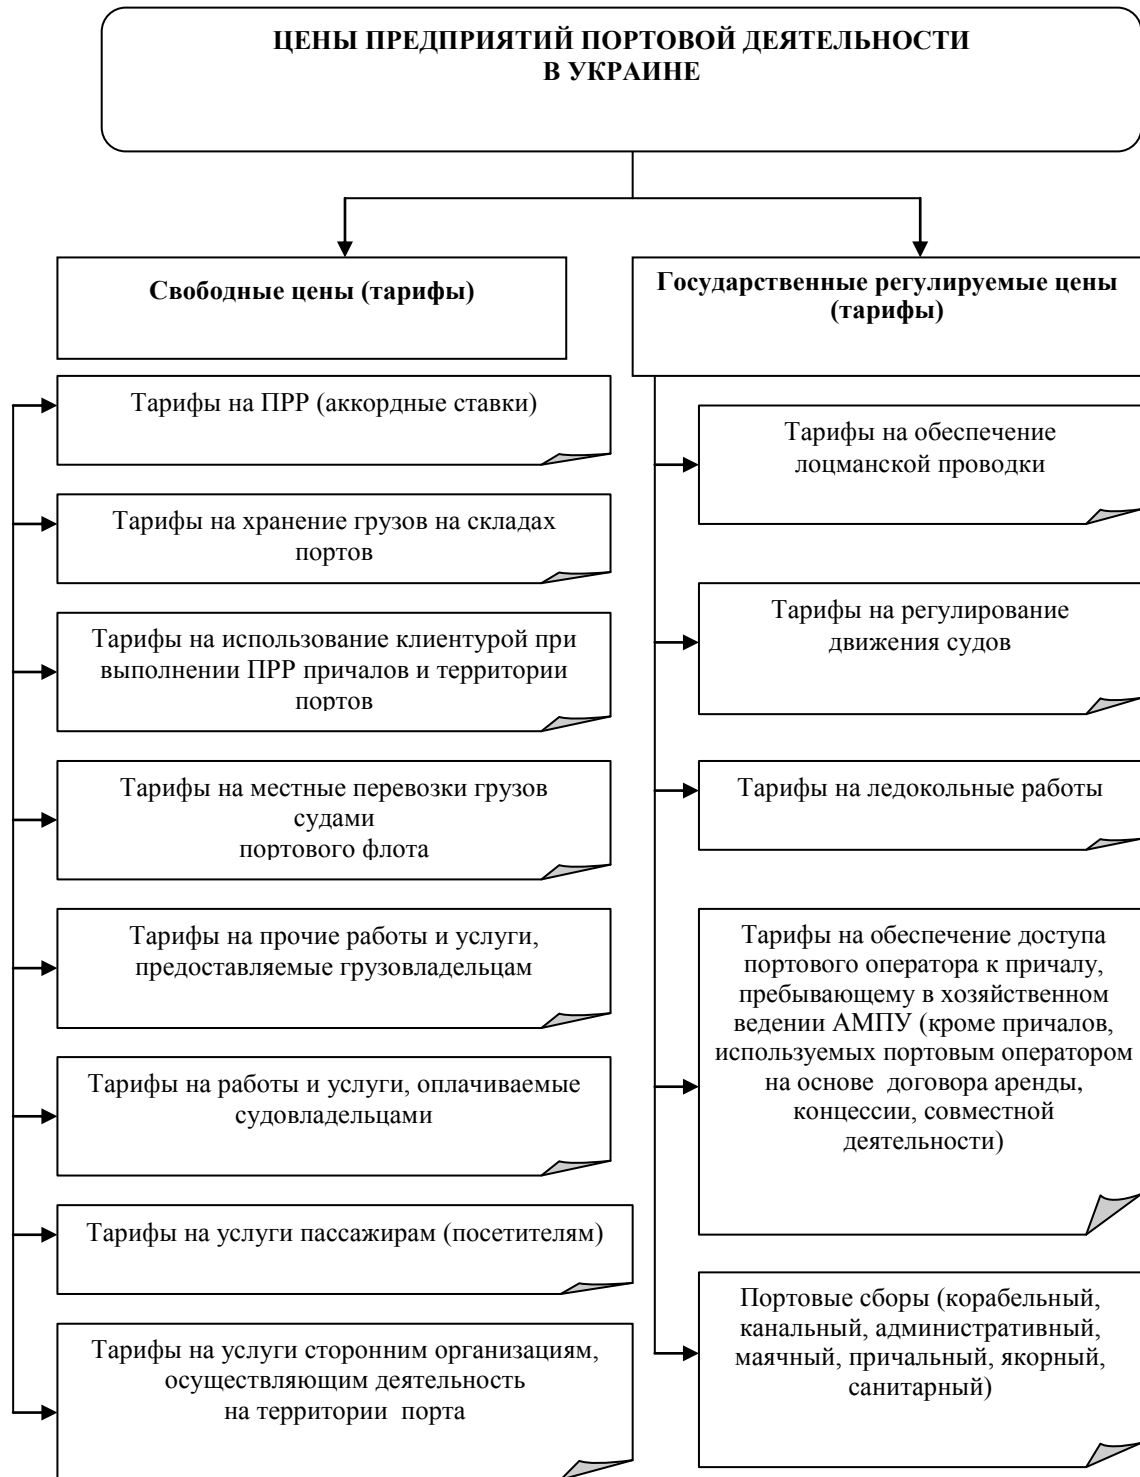 ЦЕНЫ ПРЕДПРИЯТИЙ ПОРТОВОЙ ДЕЯТЕЛЬНОСТИ
В УКРАИНЕ
Свободные цены (тарифы)
Тарифы на ПРР (аккордные ставки)
Тарифы на хранение грузов на складах
портов
Тарифы на использование клиентурой при
выполнении ПРР причалов и территории
портов
Тарифы на местные перевозки грузов
судами
портового флота
Тарифы на прочие работы и услуги,
предоставляемые грузовладельцам
Тарифы на работы и услуги, оплачиваемые
судовладельцами
Тарифы на услуги пассажирам (посетителям)
Тарифы на услуги сторонним организациям,
осуществляющим деятельность
на территории порта
Государственные регулируемые цены
(тарифы)
Тарифы на обеспечение
лоцманской проводки
Тарифы на регулирование
движения судов
Тарифы на ледокольные работы
Тарифы на обеспечение доступа
портового оператора к причалу,
пребывающему в хозяйственном
ведении АМПУ (кроме причалов,
используемых портовым оператором
на основе договора аренды,
концессии, совместной
деятельности)
Портовые сборы (корабельный,
канальный, административный,
маячный, причальный, якорный,
санитарный)